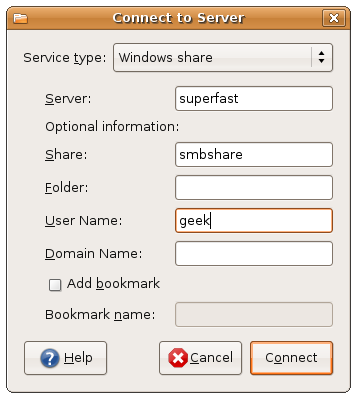 Connect to Server
Service type: Windows share
Server: superfast
Optional information:
Share: smbshare
Folder:
User Name: geek
Domain Name:
Add bookmark
Bookmark name:
Help Cancel Connect